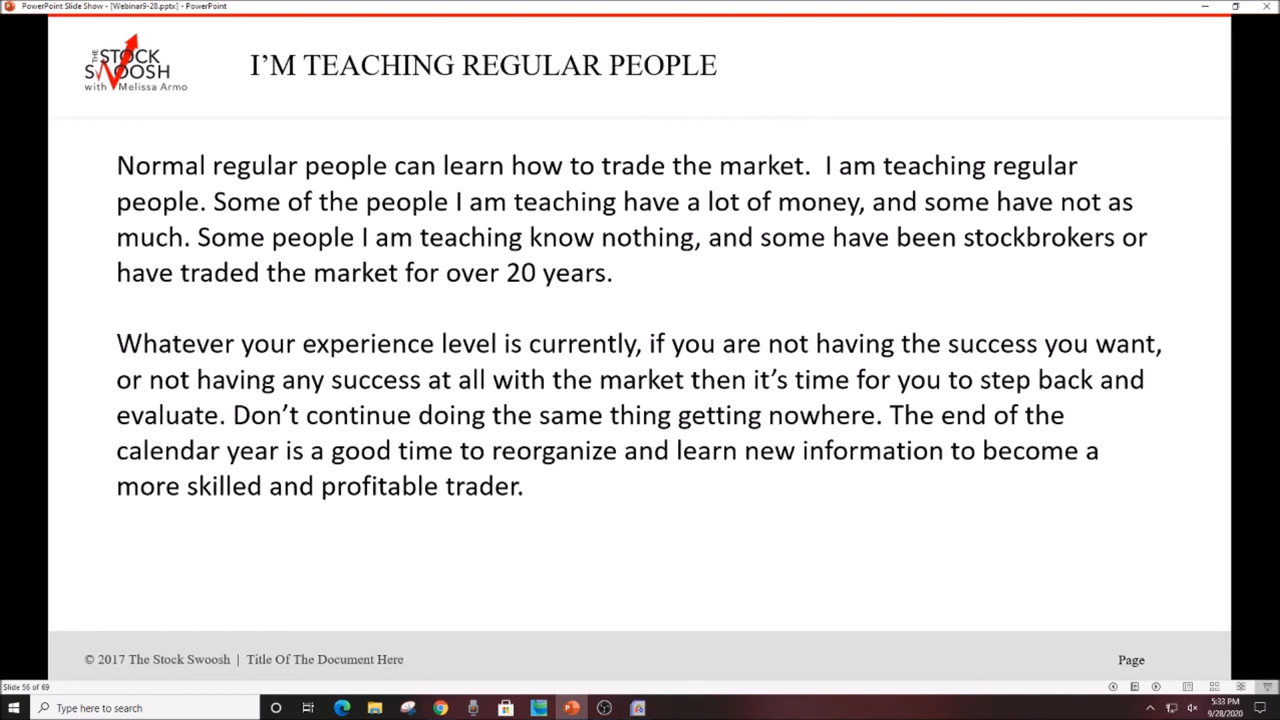 PowerPoint Slide Show - [Webinar9-28.pptx] - PowerPoint
THE
STOCK
SWOOSH
with Melissa Armo
I’M TEACHING REGULAR PEOPLE
Normal regular people can learn how to trade the market.  I am teaching regular
people. Some of the people I am teaching have a lot of money, and some have not as
much. Some people I am teaching know nothing, and some have been stockbrokers or
have traded the market for over 20 years.
Whatever your experience level is currently, if you are not having the success you want,
or not having any success at all with the market then it’s time for you to step back and
evaluate. Don’t continue doing the same thing getting nowhere. The end of the
calendar year is a good time to reorganize and learn new information to become a
more skilled and profitable trader.
© 2017 The Stock Swoosh | Title Of The Document Here
Page
Slide 56 of 69
Type here to search
5:33 PM
9/28/2020